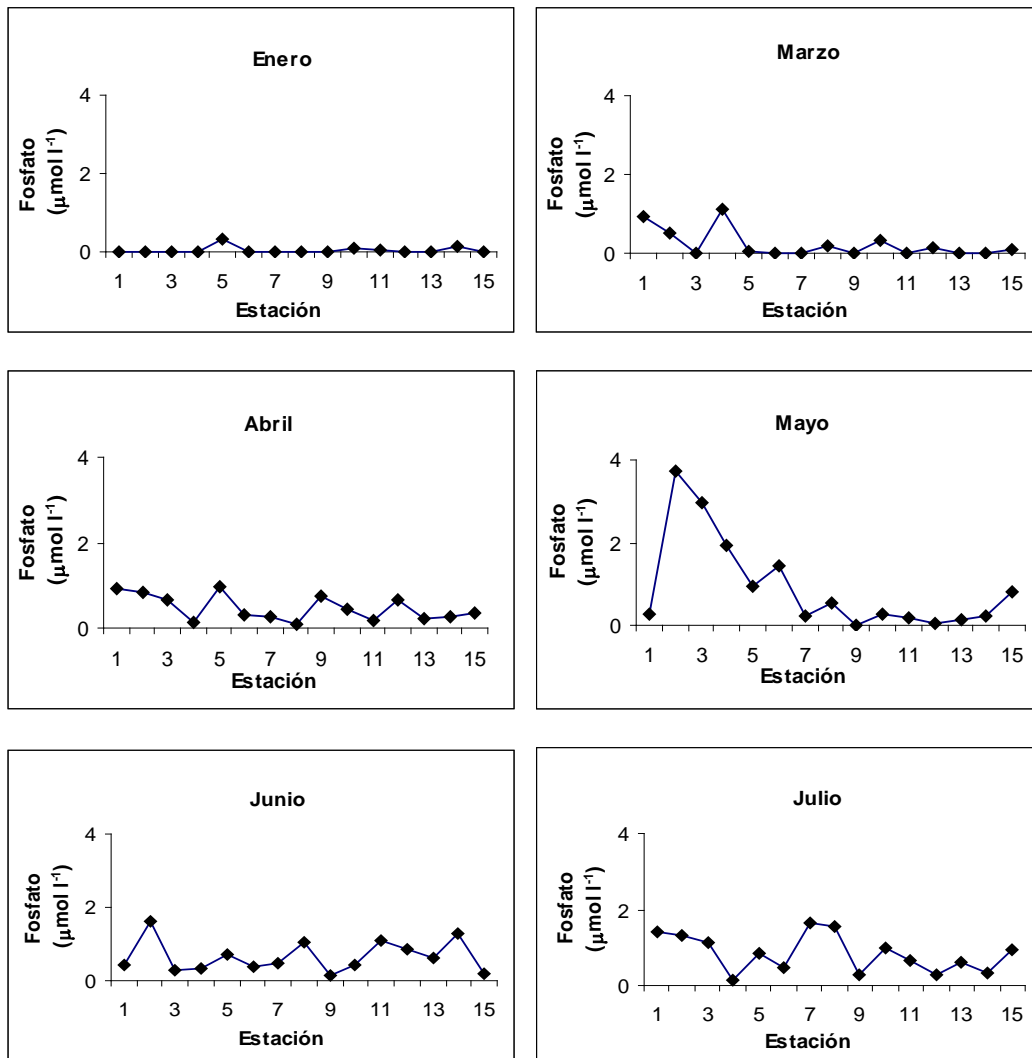 Enero
Fosfato
(µmol l-1)
4
2
0
1 3 5 7 9 11 13 15
Estación
Marzo
Fosfato
(µmol l-1)
4
2
0
1 3 5 7 9 11 13 15
Estación
Abril
Fosfato
(µmol l-1)
4
2
0
1 3 5 7 9 11 13 15
Estación
Mayo
Fosfato
(µmol l-1)
4
2
0
1 3 5 7 9 11 13 15
Estación
Junio
Fosfato
(µmol l-1)
4
2
0
1 3 5 7 9 11 13 15
Estación
Julio
Fosfato
(µmol l-1)
4
2
0
1 3 5 7 9 11 13 15
Estación